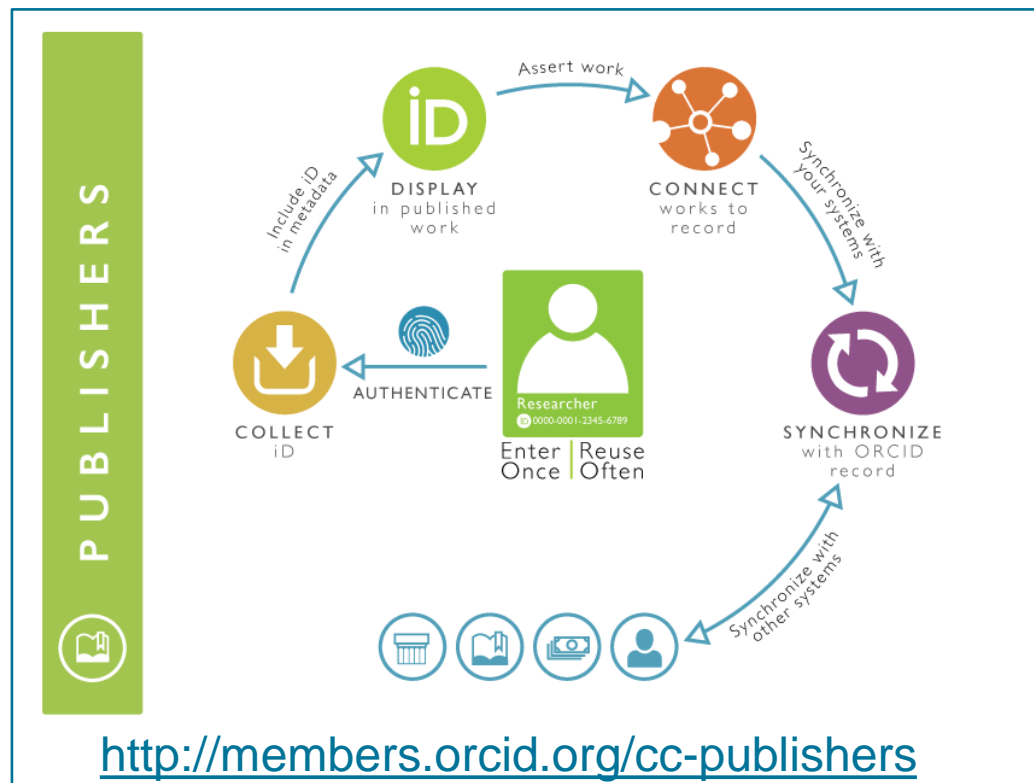 PUBLISHERS
Assert work
iD
DISPLAY
in published
work
CONNECT
works to
record
Include iD
in metadata
Synchronize with
your systems
AUTHENTICATE
Researcher
iD 0000-0001-2345-6789
Enter
Once
Reuse
Often
COLLECT
iD
SYNCHRONIZE
with ORCID
record
Synchronize with
other systems
http://members.orcid.org/cc-publishers